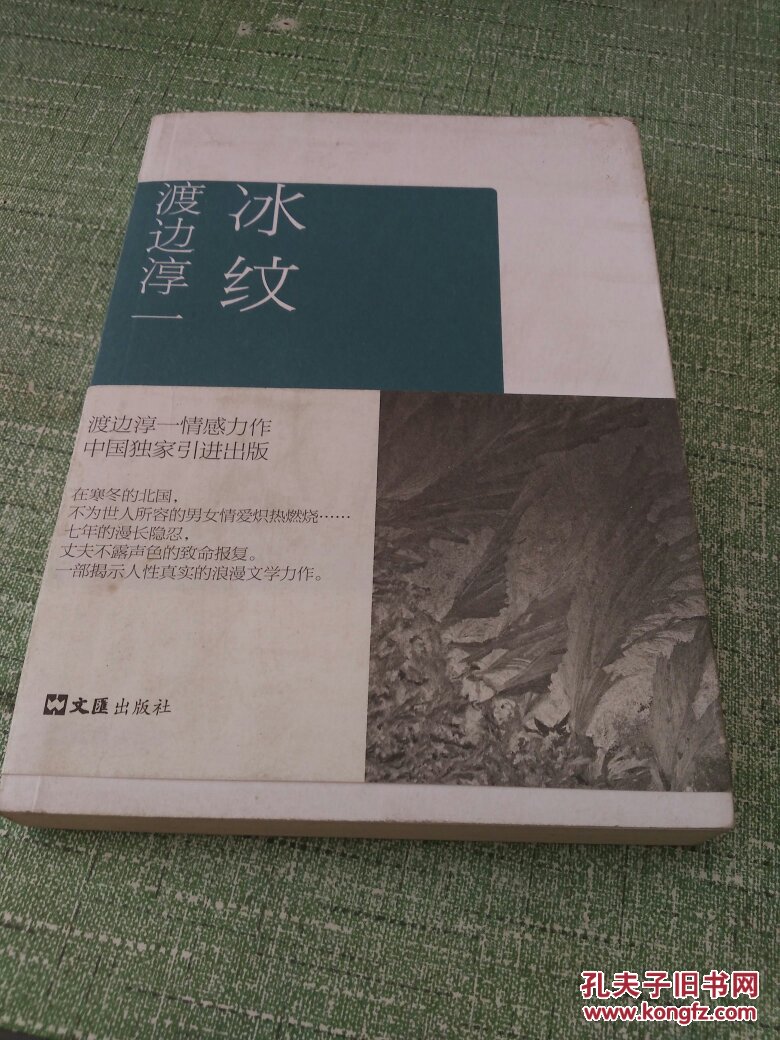 冰纹
渡边淳一
渡边淳一情感力作
中国独家引进出版
在寒冬的北国，
不为世人所容的男女情爱炽热燃烧……
七年的漫长隐忍，
丈夫不露声色的致命报复。
一部揭示人性真实的浪漫文学力作。
文匯出版社
孔夫子旧书网
www.kongfz.com